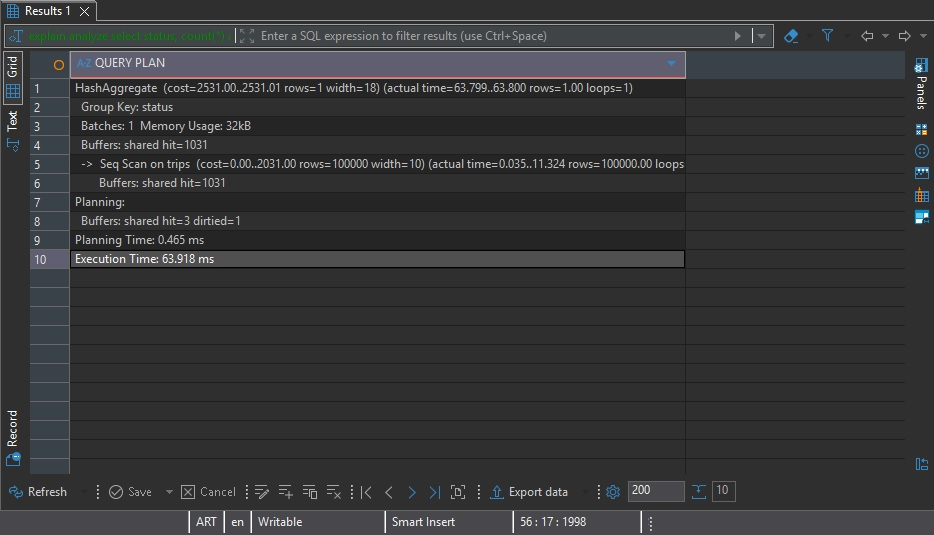 Results 1
explain analyze select status, count(*)
Enter a SQL expression to filter results (use Ctrl+Space)
Grid
Text
Record
Panels
A-Z QUERY PLAN
1 HashAggregate (cost=2531.00..2531.01 rows=1 width=18) (actual time=63.799..63.800 rows=1.00 loops=1)
2 Group Key: status
3 Batches: 1 Memory Usage: 32kB
4 Buffers: shared hit=1031
5 -> Seq Scan on trips (cost=0.00..2031.00 rows=100000 width=10) (actual time=0.035..11.324 rows=100000.00 loops
6 Buffers: shared hit=1031
7 Planning:
8 Buffers: shared hit=3 dirtied=1
9 Planning Time: 0.465 ms
10 Execution Time: 63.918 ms
Refresh Save Cancel Export data 200 10
ART en Writable Smart Insert 56 : 17 : 1998